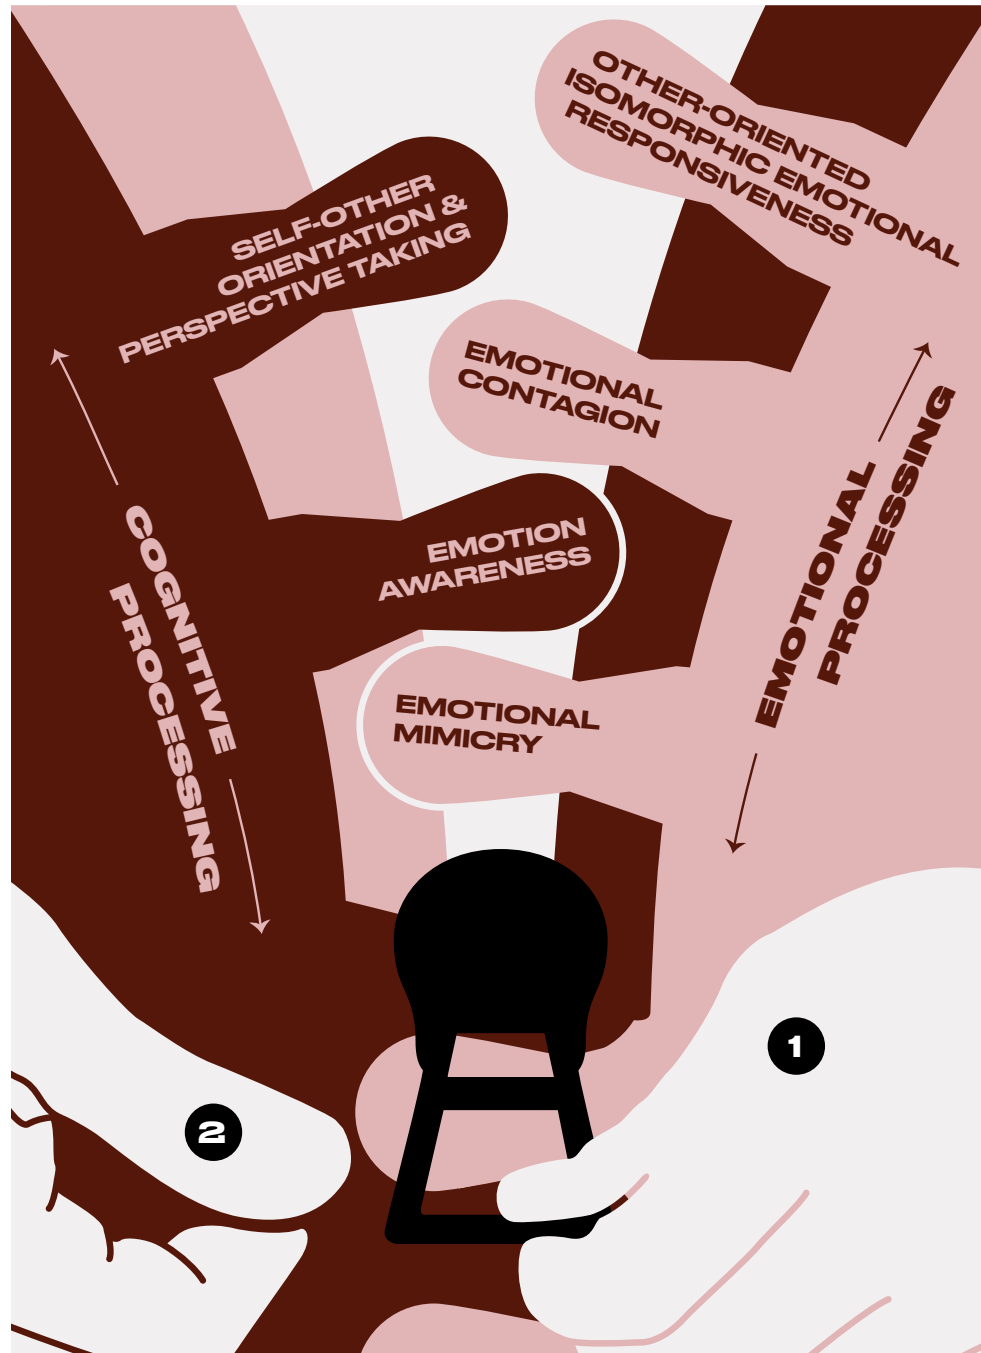 OTHER-ORIENTED
ISOMORPHIC EMOTIONAL
RESPONSIVENESS
SELF-OTHER
ORIENTATION &
PERSPECTIVE TAKING
EMOTIONAL
CONTAGION
EMOTION
AWARENESS
EMOTIONAL
MIMICRY
COGNITIVE
PROCESSING
EMOTIONAL
PROCESSING
1
2